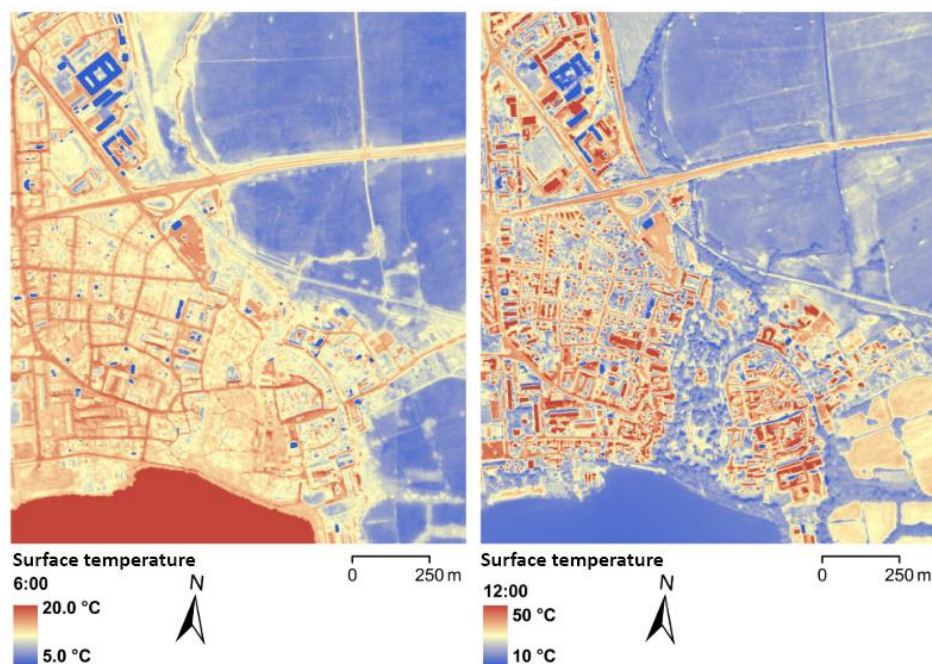 Surface temperature
6:00
20.0 °C
5.0 °C
N
0 250 m
Surface temperature
12:00
50 °C
10 °C
N
0 250 m